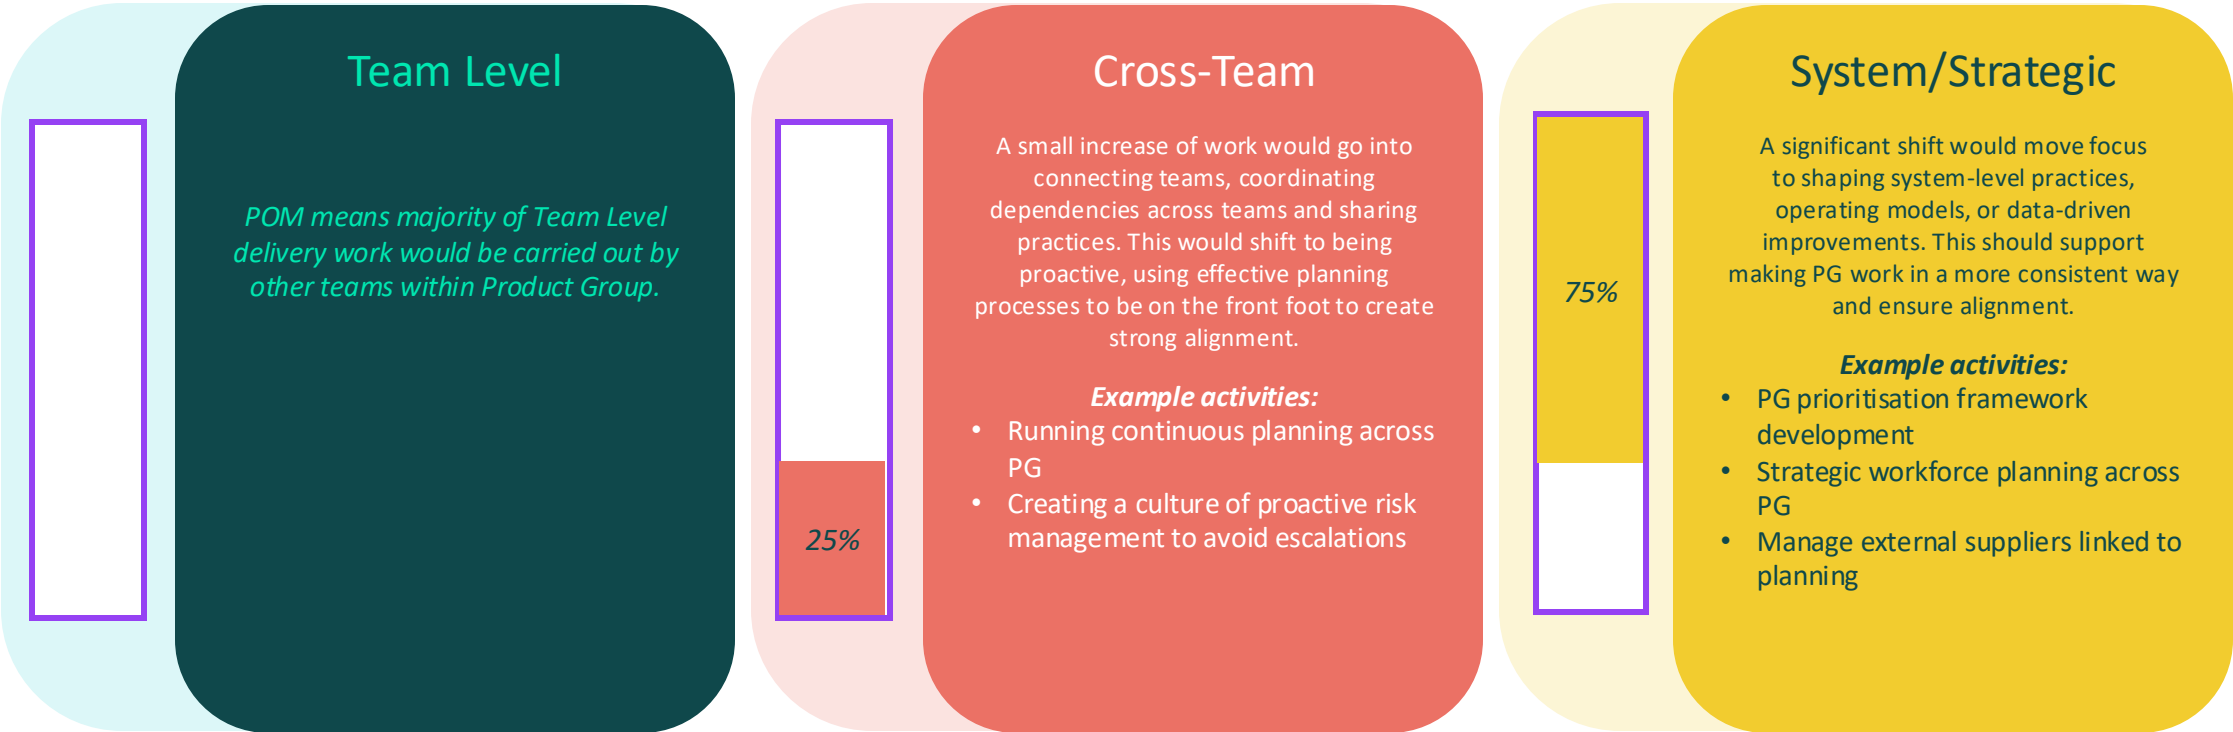 Team Level
POM means majority of Team Level
delivery work would be carried out by
other teams within Product Group.
Cross-Team
A small increase of work would go into
connecting teams, coordinating
dependencies across teams and sharing
practices. This would shift to being
proactive, using effective planning
processes to be on the front foot to create
strong alignment.
Example activities:
• Running continuous planning across
PG
• Creating a culture of proactive risk
management to avoid escalations
25%
System/Strategic
A significant shift would move focus
to shaping system-level practices,
operating models, or data-driven
improvements. This should support
making PG work in a more consistent way
and ensure alignment.
Example activities:
• PG prioritisation framework
development
• Strategic workforce planning across
PG
• Manage external suppliers linked to
planning
75%